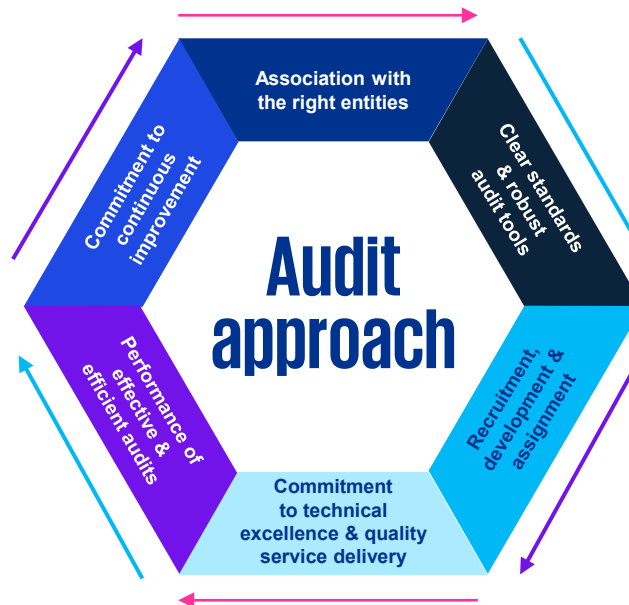 Association with
the right entities
Clear standards
& robust
audit tools
Recruitment,
development &
assignment
Commitment
to technical
excellence & quality
service delivery
Performance of
effective &
efficient audits
Commitment to
continuous
improvement
Audit
approach